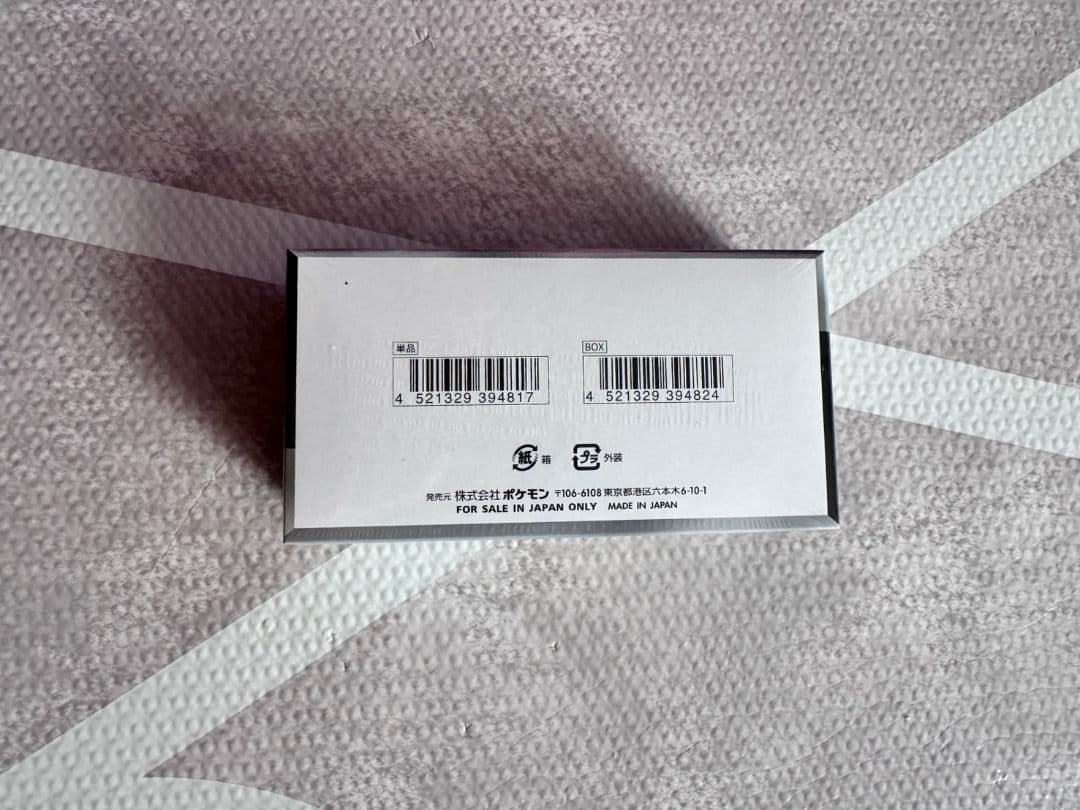 単品
BOX
4 521329 394817
4 521329 394824
紙 箱
プラ 外装
発売元 株式会社 ポケモン 〒106-6108 東京都港区六本木6-10-1
FOR SALE IN JAPAN ONLY MADE IN JAPAN